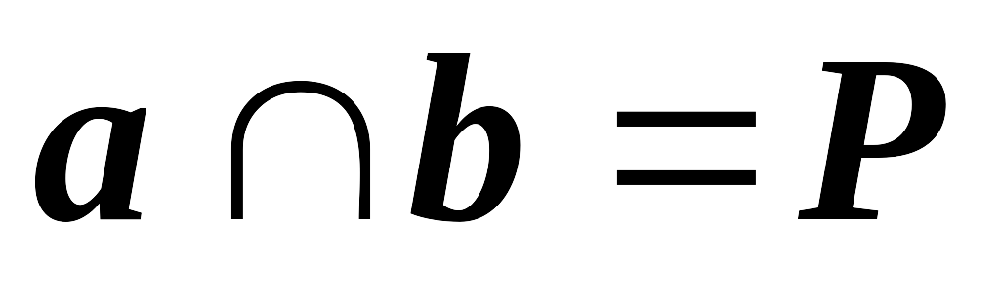 a ∩ b = P